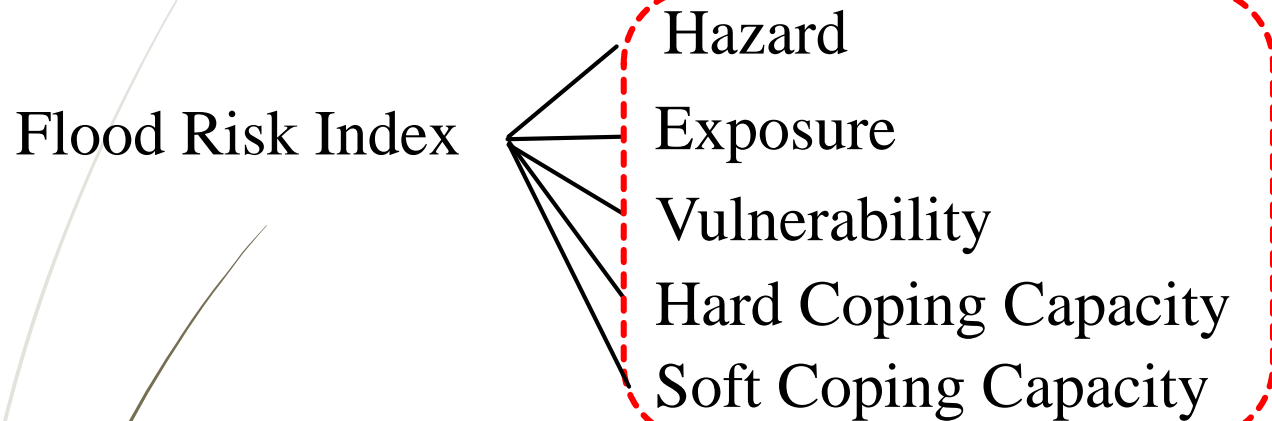 Hazard
Flood Risk Index
Exposure
Vulnerability
Hard Coping Capacity
Soft Coping Capacity